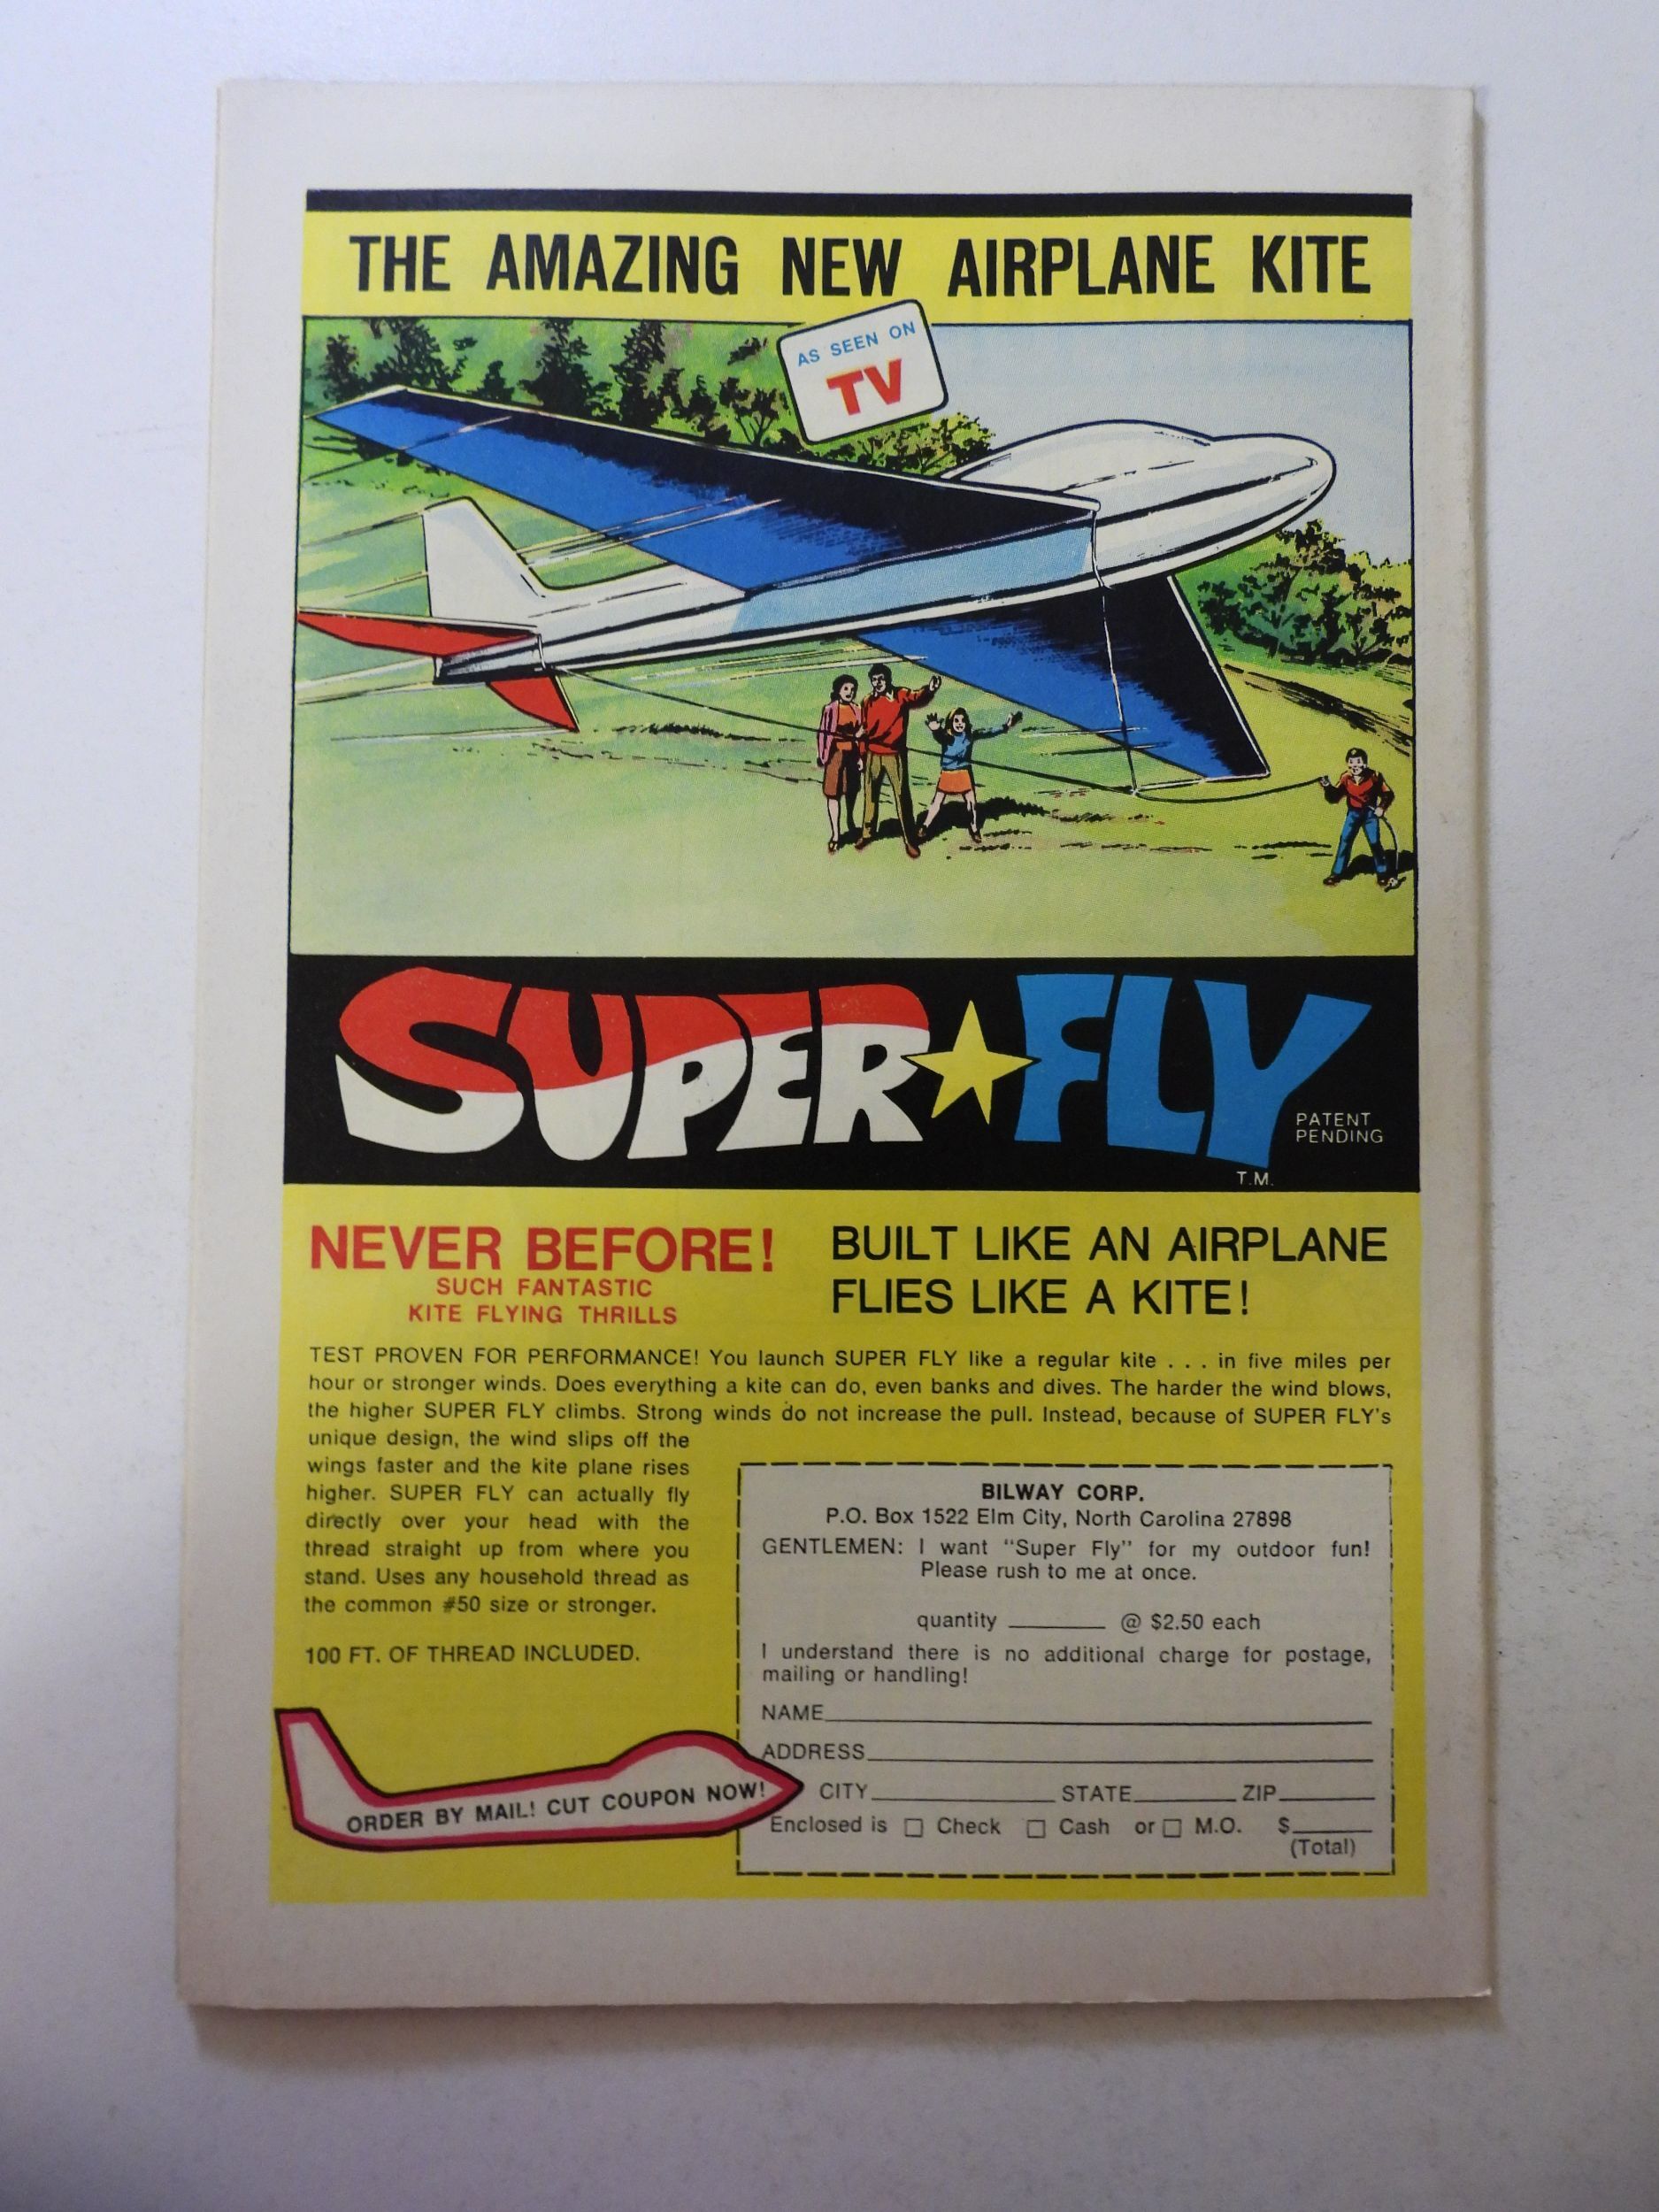 THE AMAZING NEW AIRPLANE KITE
AS SEEN ON
TV
SUPER FLY
PATENT
PENDING
T.M.
NEVER BEFORE!
SUCH FANTASTIC
KITE FLYING THRILLS
BUILT LIKE AN AIRPLANE
FLIES LIKE A KITE!
TEST PROVEN FOR PERFORMANCE! You launch SUPER FLY like a regular kite . . . in five miles per
hour or stronger winds. Does everything a kite can do, even banks and dives. The harder the wind blows,
the higher SUPER FLY climbs. Strong winds do not increase the pull. Instead, because of SUPER FLY's
unique design, the wind slips off the
wings faster and the kite plane rises
higher. SUPER FLY can actually fly
directly over your head with the
thread straight up from where you
stand. Uses any household thread as
the common #50 size or stronger.
100 FT. OF THREAD INCLUDED.
ORDER BY MAIL! CUT COUPON NOW!
BILWAY CORP.
P.O. Box 1522 Elm City, North Carolina 27898
GENTLEMEN: I want "Super Fly" for my outdoor fun!
Please rush to me at once.
quantity ________ @ $2.50 each
I understand there is no additional charge for postage,
mailing or handling!
NAME
ADDRESS
CITY STATE ZIP
Enclosed is □ Check □ Cash or □ M.O. $
(Total)